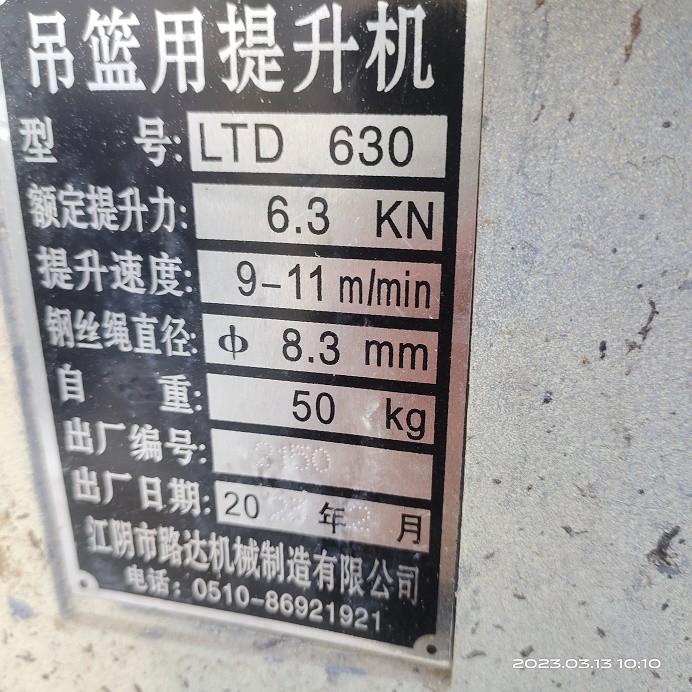 吊篮用提升机
型 号: LTD 630
额定提升力: 6.3 KN
提升速度: 9-11 m/min
钢丝绳直径: ф 8.3 mm
自 重: 50 kg
出厂编号:
出厂日期: 20 年 月
江阴市路达机械制造有限公司
电话: 0510-86921921
2023.03.13 10:10